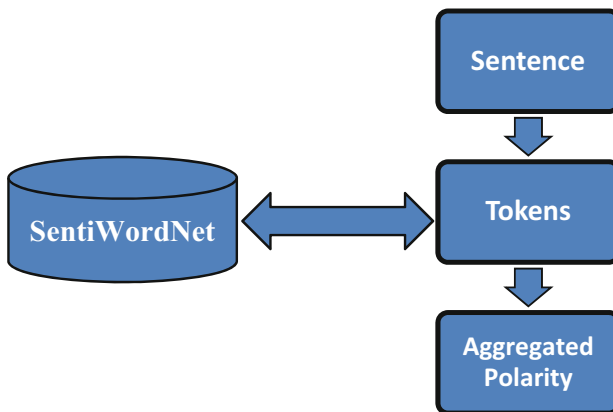 Sentence
SentiWordNet
Tokens
Aggregated
Polarity